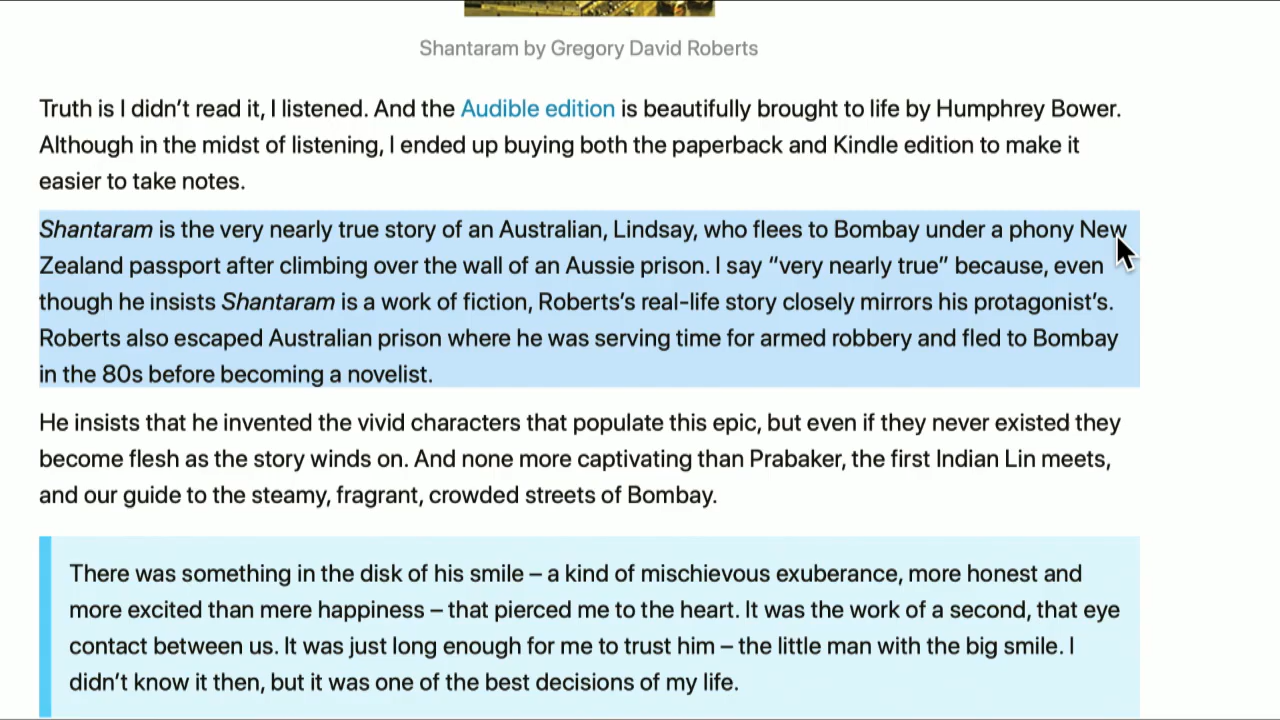 Shantaram by Gregory David Roberts
Truth is I didn’t read it, I listened. And the Audible edition is beautifully brought to life by Humphrey Bower.
Although in the midst of listening, I ended up buying both the paperback and Kindle edition to make it
easier to take notes.
Shantaram is the very nearly true story of an Australian, Lindsay, who flees to Bombay under a phony New
Zealand passport after climbing over the wall of an Aussie prison. I say “very nearly true” because, even
though he insists Shantaram is a work of fiction, Roberts’s real-life story closely mirrors his protagonist’s.
Roberts also escaped Australian prison where he was serving time for armed robbery and fled to Bombay
in the 80s before becoming a novelist.
He insists that he invented the vivid characters that populate this epic, but even if they never existed they
become flesh as the story winds on. And none more captivating than Prabaker, the first Indian Lin meets,
and our guide to the steamy, fragrant, crowded streets of Bombay.
There was something in the disk of his smile – a kind of mischievous exuberance, more honest and
more excited than mere happiness – that pierced me to the heart. It was the work of a second, that eye
contact between us. It was just long enough for me to trust him – the little man with the big smile. I
didn’t know it then, but it was one of the best decisions of my life.